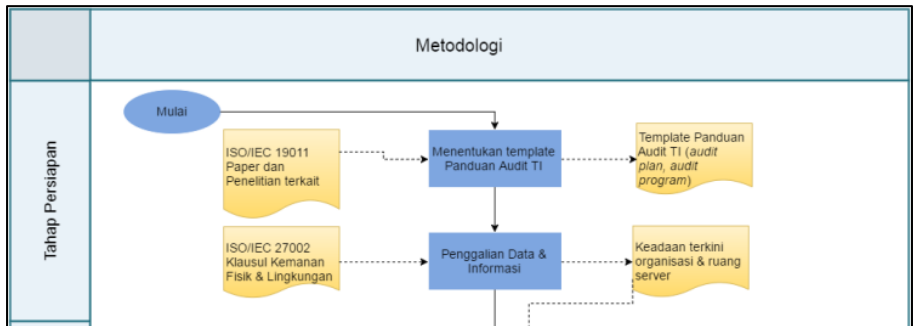 Metodologi
Tahap Persiapan
Mulai
ISO/IEC 19011
Paper dan
Penelitian terkait
Menentukan template
Panduan Audit TI
Template Panduan
Audit TI (audit
plan, audit
program)
ISO/IEC 27002
Klausul Kemanan
Fisik & Lingkungan
Penggalian Data &
Informasi
Keadaan terkini
organisasi & ruang
server